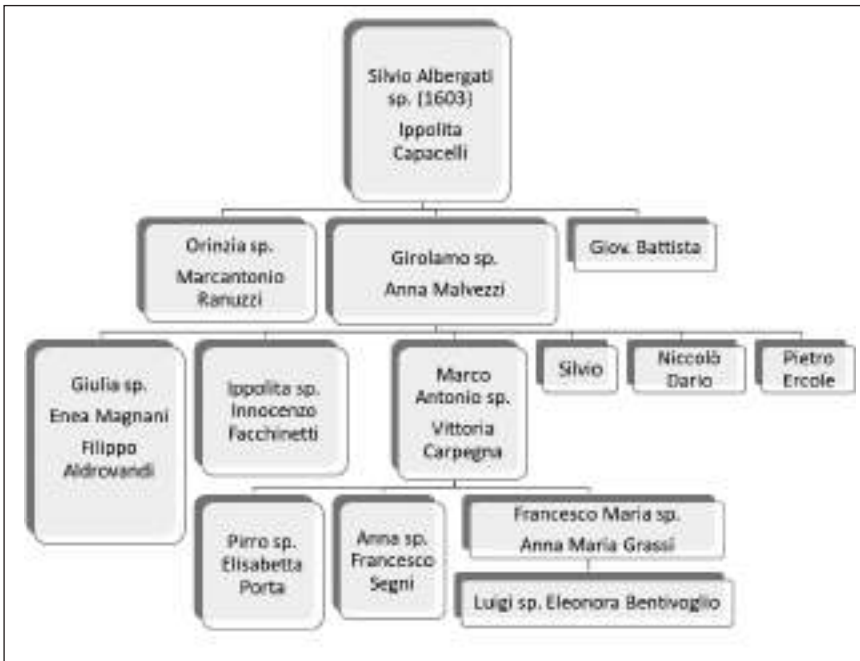 Silvio Albergati
sp. (1603)
Ippolita
Capacelli
Orinzia sp.
Marcantonio
Ranuzzi
Girolamo sp.
Anna Malvezzi
Giov. Battista
Giulia sp.
Enea Magnani
Filippo
Aldrovandi
Ippolita sp.
Innocenzo
Facchinetti
Marco
Antonio sp.
Vittoria
Carpegna
Silvio
Niccolò
Dario
Pietro
Ercole
Pirro sp.
Elisabetta
Porta
Anna sp.
Francesco
Segni
Francesco Maria sp.
Anna Maria Grassi
Luigi sp. Eleonora Bentivoglio